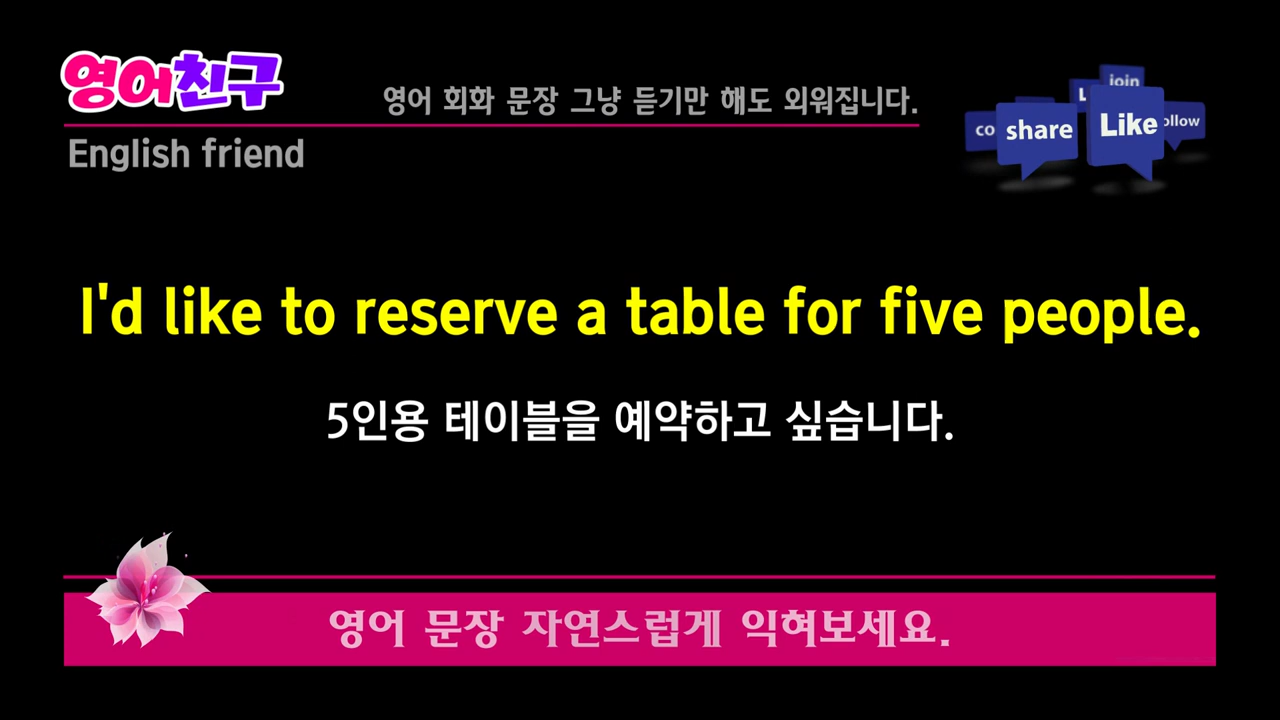 영어친구
영어 회화 문장 그냥 듣기만 해도 외워집니다.
English friend
join
share
Like
I'd like to reserve a table for five people.
5인용 테이블을 예약하고 싶습니다.
영어 문장 자연스럽게 익혀보세요.